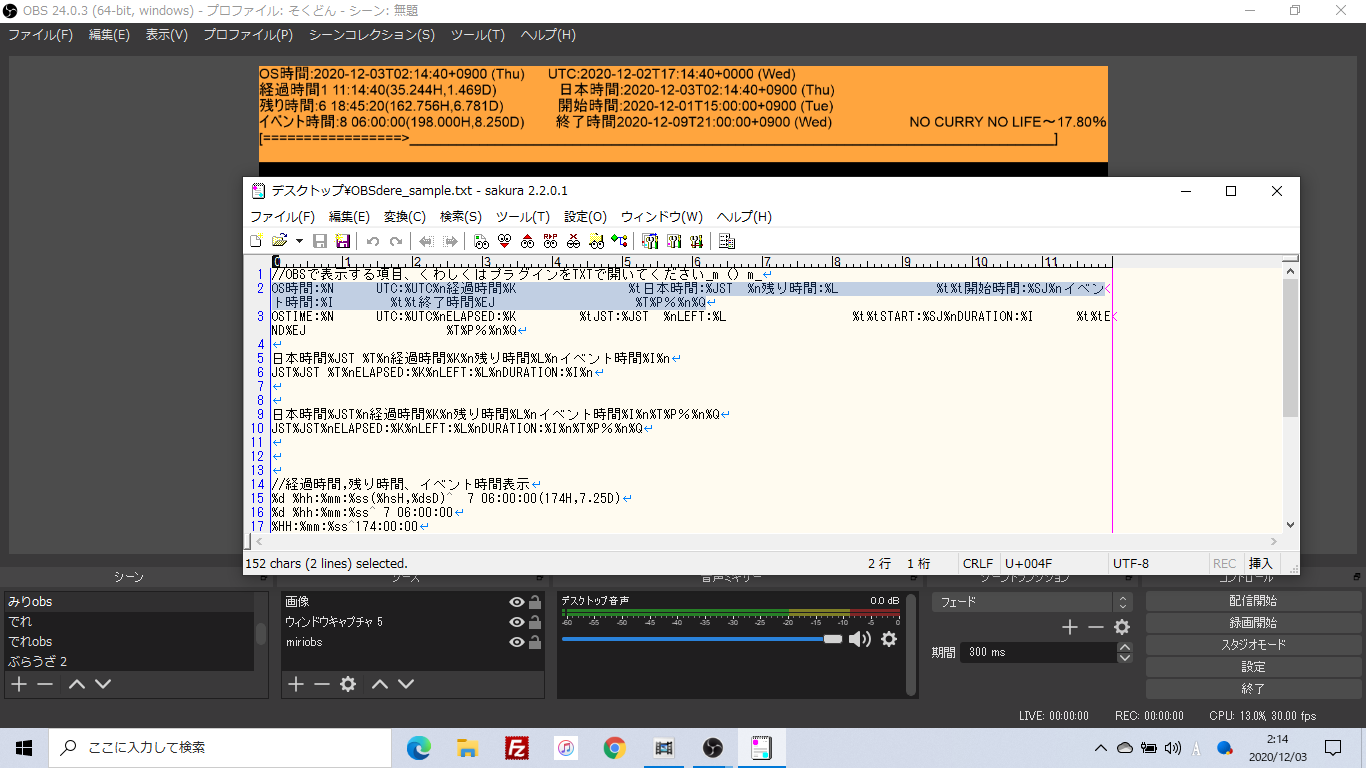 OBS 24.0.3 (64-bit, windows) - プロファイル: そくどん - シーン: 無題
ファイル(F) 編集(E) 表示(V) プロファイル(P) シーンコレクション(S) ツール(T) ヘルプ(H)
OS時間:2020-12-03T02:14:40+0900 (Thu) UTC:2020-12-02T17:14:40+0000 (Wed)
経過時間1 11:14:40(35.244H,1.469D) 日本時間:2020-12-03T02:14:40+0900 (Thu)
残り時間:6 18:45:20(162.756H,6.781D) 開始時間:2020-12-01T15:00:00+0900 (Tue)
イベント時間:8 06:00:00(198.000H,8.250D) 終了時間2020-12-09T21:00:00+0900 (Wed) NO CURRY NO LIFE～17.80%
[=================>____________________________________________________________________________]
デスクトップ¥OBSdere_sample.txt - sakura 2.2.0.1
ファイル(F) 編集(E) 変換(C) 検索(S) ツール(T) 設定(O) ウィンドウ(W) ヘルプ(H)
0 1 2 3 4 5 6 7 8 9 10 11
1 //OBSで表示する項目、くわしくはプラグインをTXTで開いてください_m () m_↵
2 OS時間:%N UTC:%UTC%n経過時間%K %t日本時間:%JST %n残り時間:%L %t%t開始時間:%SJ%nイベン<
ト時間:%I %t%t終了時間%EJ %T%P％%n%Q↵
3 OSTIME:%N UTC:%UTC%nELAPSED:%K %tJST:%JST %nLEFT:%L %t%tSTART:%SJ%nDURATION:%I %t%tE<
ND%EJ %T%P％%n%Q↵
4 ↵
5 日本時間%JST %T%n経過時間%K%n残り時間%L%nイベント時間%I%n↵
6 JST%JST %T%nELAPSED:%K%nLEFT:%L%nDURATION:%I%n↵
7 ↵
8 ↵
9 日本時間%JST%n経過時間%K%n残り時間%L%nイベント時間%I%n%T%P％%n%Q↵
10 JST%JST%nELAPSED:%K%nLEFT:%L%nDURATION:%I%n%T%P％%n%Q↵
11 ↵
12 ↵
13 ↵
14 //経過時間,残り時間、イベント時間表示↵
15 %d %hh:%mm:%ss(%hsH,%dsD)^ 7 06:00:00(174H,7.25D)↵
16 %d %hh:%mm:%ss^ 7 06:00:00↵
17 %HH:%mm:%ss^174:00:00↵
152 chars (2 lines) selected. 2 行 1 桁 CRLF U+004F UTF-8 REC 挿入
シーン ソース 音声ミキサー シーントランジション コントロール
みりobs
でれ
でれobs
ぶらうざ 2
画像
ウィンドウキャプチャ 5
miriobs
デスクトップ音声 0.0 dB
-60 -55 -50 -45 -40 -35 -30 -25 -20 -15 -10 -5 0
フェード
期間 300 ms
配信開始
録画開始
スタジオモード
設定
終了
LIVE: 00:00:00 REC: 00:00:00 CPU: 13.0%, 30.00 fps
ここに入力して検索
A
2:14
2020/12/03